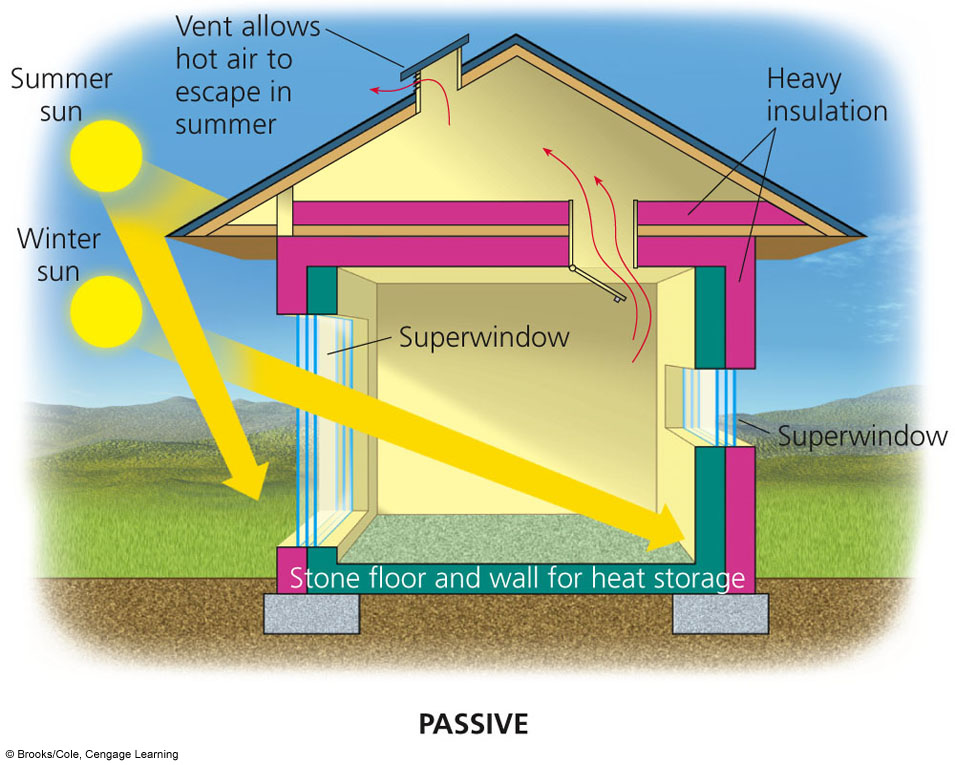 Vent allows
hot air to
escape in
summer
Summer
sun
Heavy
insulation
Winter
sun
Superwindow
Superwindow
Stone floor and wall for heat storage
PASSIVE
© Brooks/Cole, Cengage Learning